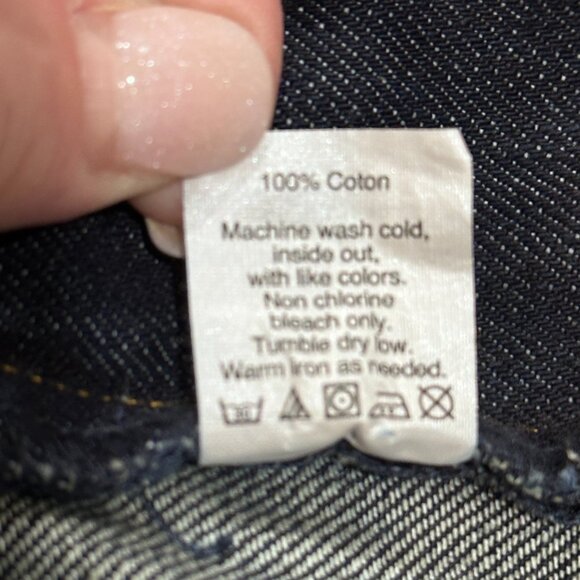 100% Coton
Machine wash cold,
inside out,
with like colors.
Non chlorine
bleach only.
Tumble dry low.
Warm Iron as needed.